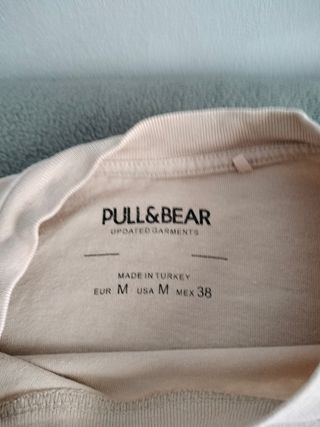 PULL&BEAR
UPDATED GARMENTS
MADE IN TURKEY
EUR M USA M MEX 38